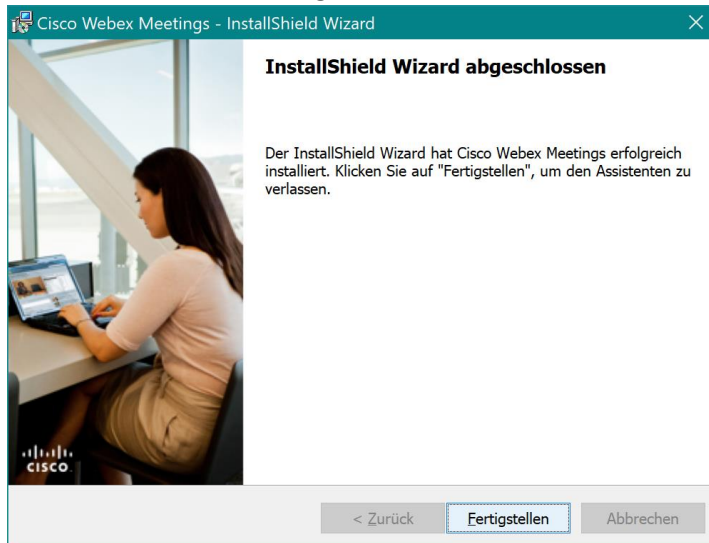 Cisco Webex Meetings - InstallShield Wizard
InstallShield Wizard abgeschlossen
Der InstallShield Wizard hat Cisco Webex Meetings erfolgreich
installiert. Klicken Sie auf "Fertigstellen", um den Assistenten zu
verlassen.
CISCO
< Zurück
Fertigstellen
Abbrechen